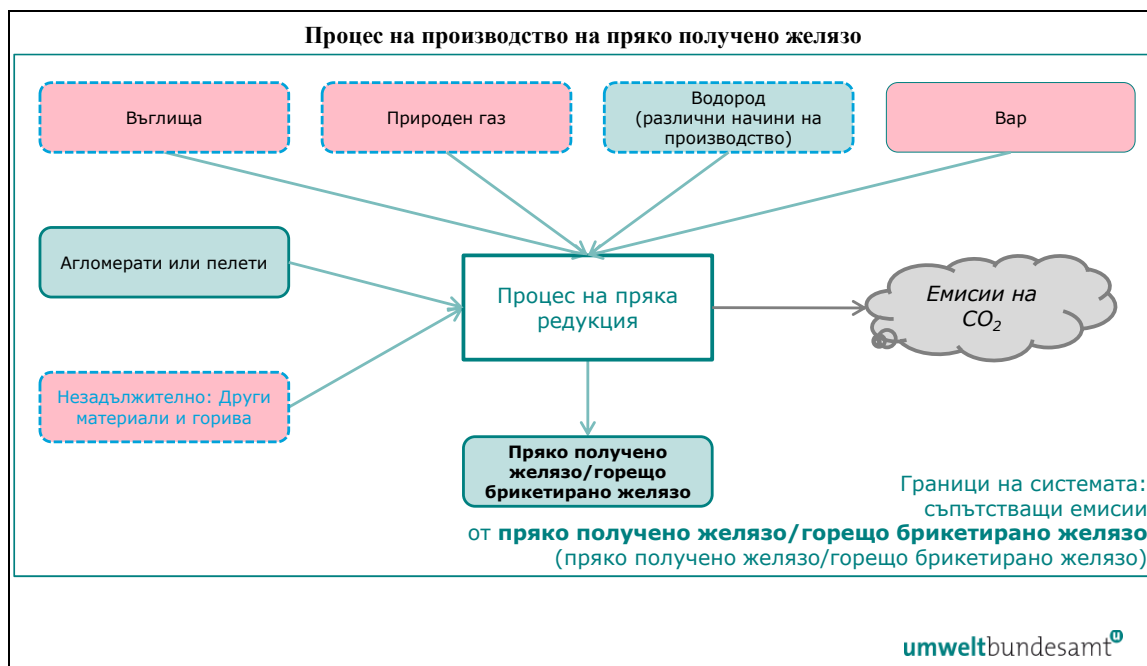 Процес на производство на пряко получено желязо
Въглища
Природен газ
Водород
(различни начини на
производство)
Вар
Агломерати или пелети
Процес на пряка
редукция
Емисии на
CO₂
Незадължително: Други
материали и горива
Пряко получено
желязо/горещо
брикетирано желязо
Граници на системата:
съпътстващи емисии
от пряко получено желязо/горещо брикетирано желязо
(пряко получено желязо/горещо брикетирано желязо)
umweltbundesamt